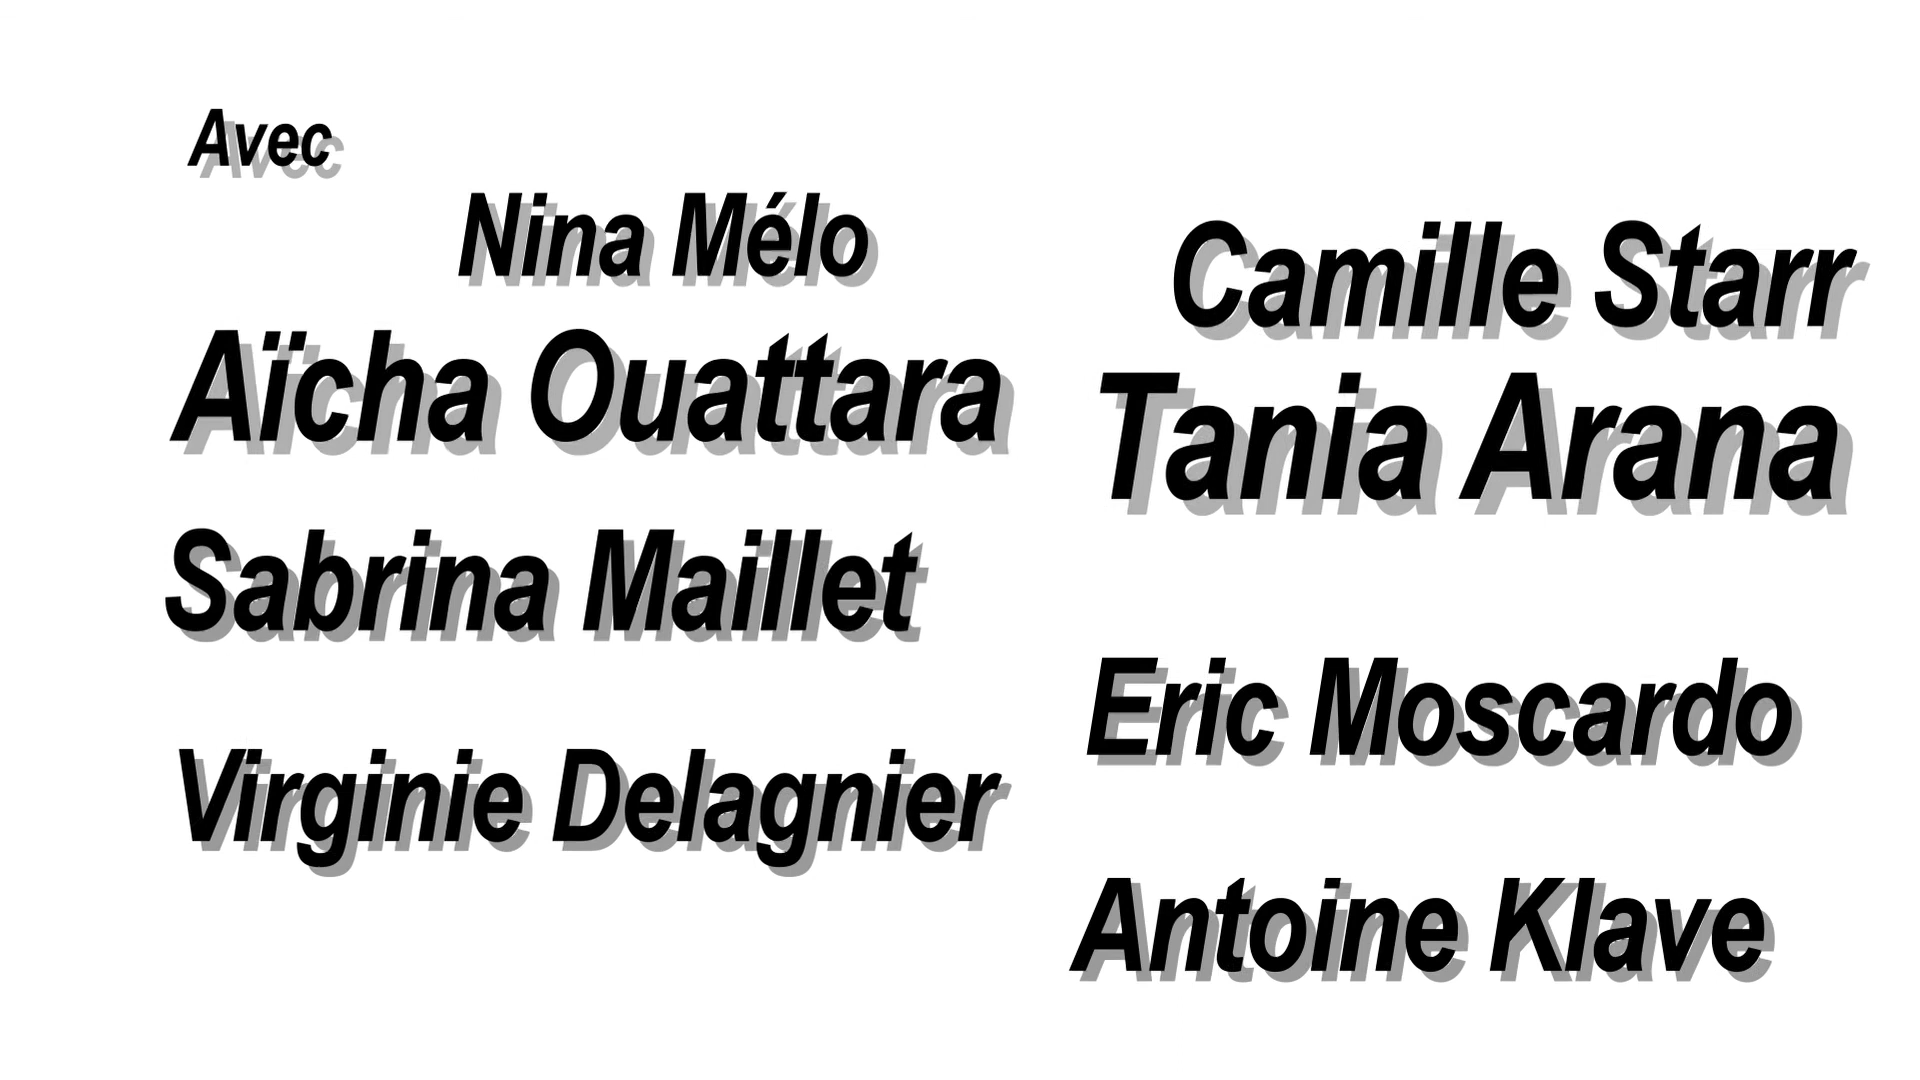 Avec
Nina Mélo
Aïcha Ouattara
Sabrina Maillet
Virginie Delagnier
Camille Starr
Tania Arana
Eric Moscardo
Antoine Klave